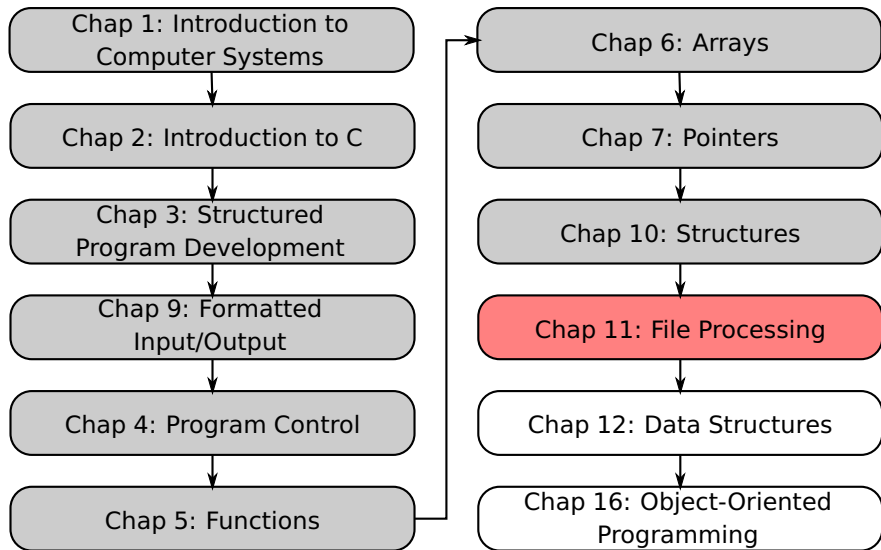 Chap 1: Introduction to
Computer Systems
Chap 2: Introduction to C
Chap 3: Structured
Program Development
Chap 9: Formatted
Input/Output
Chap 4: Program Control
Chap 5: Functions
Chap 6: Arrays
Chap 7: Pointers
Chap 10: Structures
Chap 11: File Processing
Chap 12: Data Structures
Chap 16: Object-Oriented
Programming